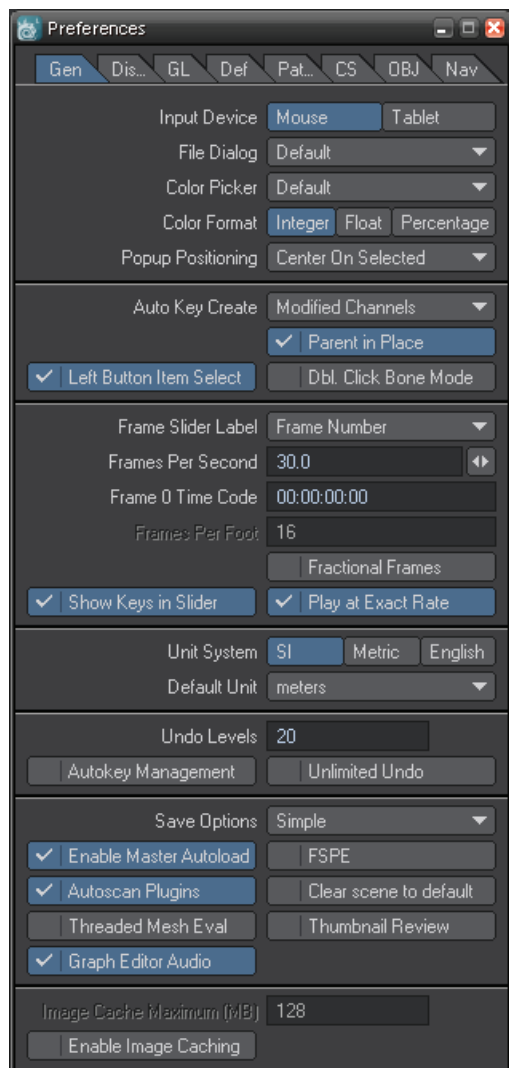 Preferences
Gen Dis... GL Def Pat... CS OBJ Nav
Input Device Mouse Tablet
File Dialog Default
Color Picker Default
Color Format Integer Float Percentage
Popup Positioning Center On Selected
Auto Key Create Modified Channels
Parent in Place
Left Button Item Select Dbl. Click Bone Mode
Frame Slider Label Frame Number
Frames Per Second 30.0
Frame 0 Time Code 00:00:00:00
Frames Per Foot 16
Fractional Frames
Show Keys in Slider Play at Exact Rate
Unit System SI Metric English
Default Unit meters
Undo Levels 20
Autokey Management Unlimited Undo
Save Options Simple
Enable Master Autoload FSPE
Autoscan Plugins Clear scene to default
Threaded Mesh Eval Thumbnail Review
Graph Editor Audio
Image Cache Maximum (MB) 128
Enable Image Caching